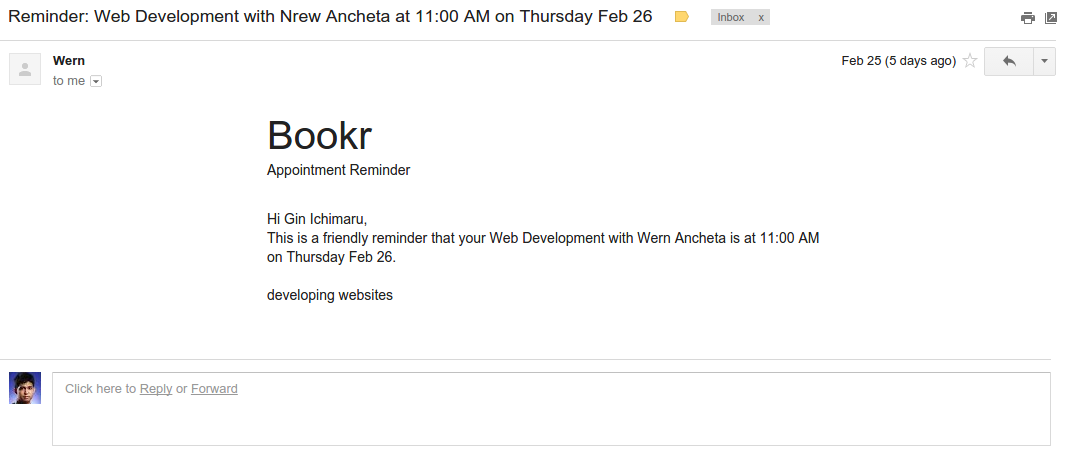 Reminder: Web Development with Nrew Ancheta at 11:00 AM on Thursday Feb 26 Inbox x
Wern Feb 25 (5 days ago)
to me
Bookr
Appointment Reminder
Hi Gin Ichimaru,
This is a friendly reminder that your Web Development with Wern Ancheta is at 11:00 AM
on Thursday Feb 26.
developing websites
Click here to Reply or Forward